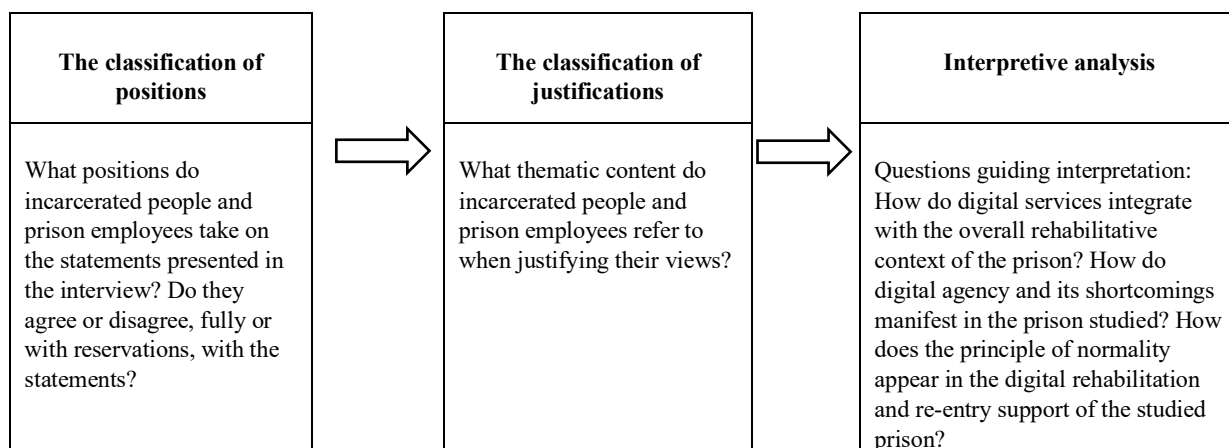 The classification of
positions
What positions do
incarcerated people and
prison employees take on
the statements presented in
the interview? Do they
agree or disagree, fully or
with reservations, with the
statements?
The classification of
justifications
What thematic content do
incarcerated people and
prison employees refer to
when justifying their views?
Interpretive analysis
Questions guiding interpretation:
How do digital services integrate
with the overall rehabilitative
context of the prison? How do
digital agency and its shortcomings
manifest in the prison studied? How
does the principle of normality
appear in the digital rehabilitation
and re-entry support of the studied
prison?